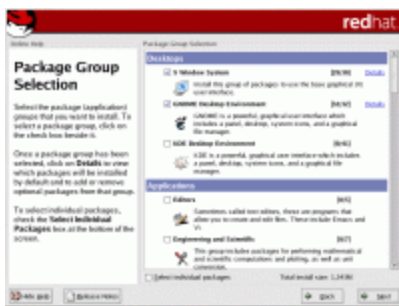 redhat
Online Help
Package Group Selection
Package Group
Selection
Select the package (application)
groups that you want to install. To
select a package group, click on
the check box beside it.
Once a package group has been
selected, click on Details to view
which packages will be installed
by default and to add or remove
optional packages from that group.
To select individual packages,
check the Select Individual
Packages box at the bottom of the
screen.
Desktops
X Window System
Details
Install this group of packages to use the base graphical (X)
user interface.
GNOME Desktop Environment
Details
GNOME is a powerful, graphical user interface which
includes a panel, desktop, system icons, and a graphical
file manager.
KDE Desktop Environment
KDE is a powerful, graphical user interface which includes
a panel, desktop, system icons, and a graphical file
manager.
Applications
Editors
Sometimes called text editors, these are programs that
allow you to create and edit files. These include Emacs and
Vi.
Engineering and Scientific
This group includes packages for performing mathematical
and scientific computations and plotting, as well as unit
conversion.
Select individual packages
Total install size:
Hide Help
Release Notes
Back
Next